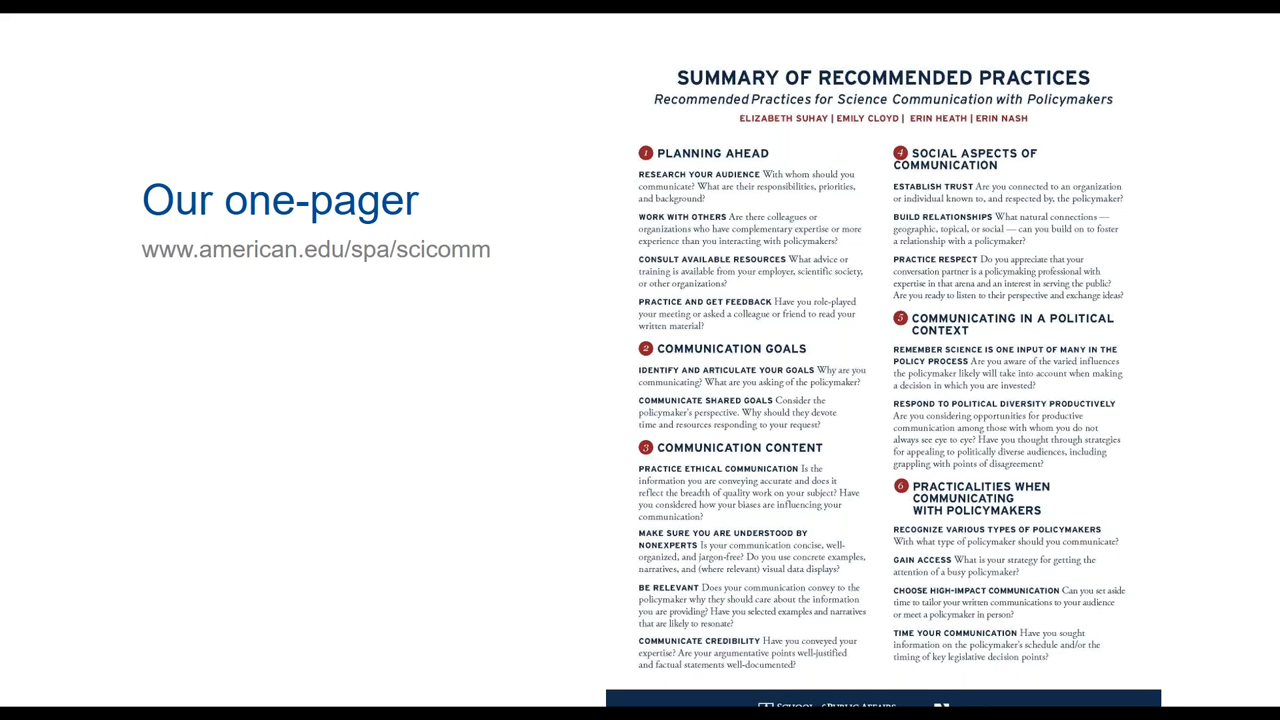 Our one-pager
www.american.edu/spa/scicomm
SUMMARY OF RECOMMENDED PRACTICES
Recommended Practices for Science Communication with Policymakers
ELIZABETH SUHAY | EMILY CLOYD | ERIN HEATH | ERIN NASH
1 PLANNING AHEAD
RESEARCH YOUR AUDIENCE With whom should you
communicate? What are their responsibilities, priorities,
and background?
WORK WITH OTHERS Are there colleagues or
organizations who have complementary expertise or more
experience than you interacting with policymakers?
CONSULT AVAILABLE RESOURCES What advice or
training is available from your employer, scientific society,
or other organizations?
PRACTICE AND GET FEEDBACK Have you role-played
your meeting or asked a colleague or friend to read your
written material?
2 COMMUNICATION GOALS
IDENTIFY AND ARTICULATE YOUR GOALS Why are you
communicating? What are you asking of the policymaker?
COMMUNICATE SHARED GOALS Consider the
policymaker's perspective. Why should they devote
time and resources responding to your request?
3 COMMUNICATION CONTENT
PRACTICE ETHICAL COMMUNICATION Is the
information you are conveying accurate and does it
reflect the breadth of quality work on your subject? Have
you considered how your biases are influencing your
communication?
MAKE SURE YOU ARE UNDERSTOOD BY
NONEXPERTS Is your communication concise, well-
organized, and jargon-free? Do you use concrete examples,
narratives, and (where relevant) visual data displays?
BE RELEVANT Does your communication convey to the
policymaker why they should care about the information
you are providing? Have you selected examples and narratives
that are likely to resonate?
COMMUNICATE CREDIBILITY Have you conveyed your
expertise? Are your argumentative points well-justified
and factual statements well-documented?
4 SOCIAL ASPECTS OF
COMMUNICATION
ESTABLISH TRUST Are you connected to an organization
or individual known to, and respected by, the policymaker?
BUILD RELATIONSHIPS What natural connections —
geographic, topical, or social — can you build on to foster
a relationship with a policymaker?
PRACTICE RESPECT Do you appreciate that your
conversation partner is a policymaking professional with
expertise in that arena and an interest in serving the public?
Are you ready to listen to their perspective and exchange ideas?
5 COMMUNICATING IN A POLITICAL
CONTEXT
REMEMBER SCIENCE IS ONE INPUT OF MANY IN THE
POLICY PROCESS Are you aware of the varied influences
the policymaker likely will take into account when making
a decision in which you are invested?
RESPOND TO POLITICAL DIVERSITY PRODUCTIVELY
Are you considering opportunities for productive
communication among those with whom you do not
always see eye to eye? Have you thought through strategies
for appealing to politically diverse audiences, including
grappling with points of disagreement?
6 PRACTICALITIES WHEN
COMMUNICATING
WITH POLICYMAKERS
RECOGNIZE VARIOUS TYPES OF POLICYMAKERS
With what type of policymaker should you communicate?
GAIN ACCESS What is your strategy for getting the
attention of a busy policymaker?
CHOOSE HIGH-IMPACT COMMUNICATION Can you set aside
time to tailor your written communications to your audience
or meet a policymaker in person?
TIME YOUR COMMUNICATION Have you sought
information on the policymaker's schedule and/or the
timing of key legislative decision points?
SCHOOL of PUBLIC AFFAIRS